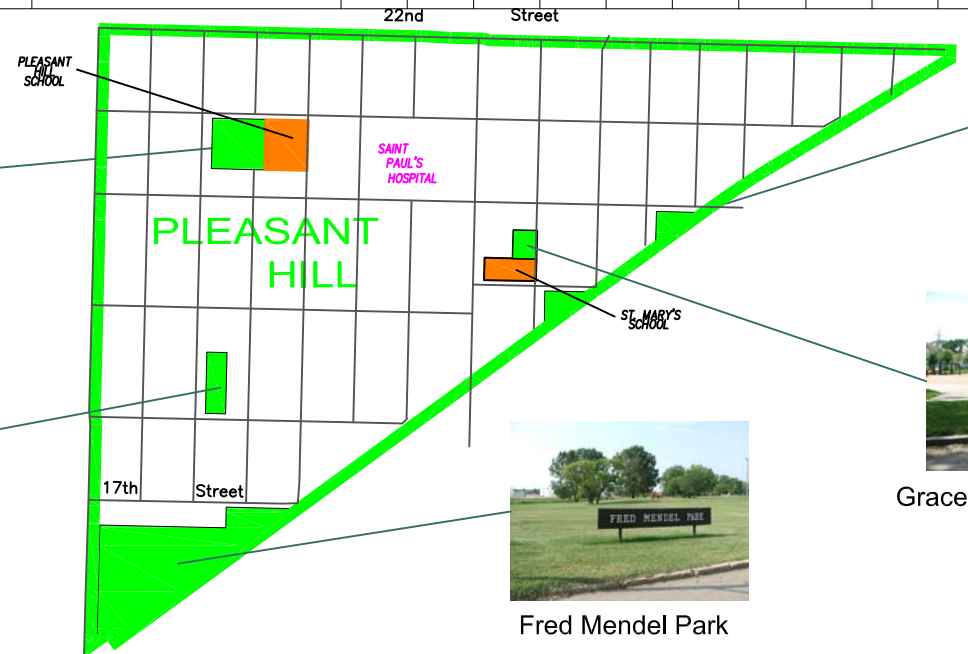 22nd Street
PLEASANT
HILL
SCHOOL
SAINT
PAUL'S
HOSPITAL
PLEASANT
HILL
ST. MARY'S
SCHOOL
17th Street
FRED MENDEL PARK
Grace
Fred Mendel Park